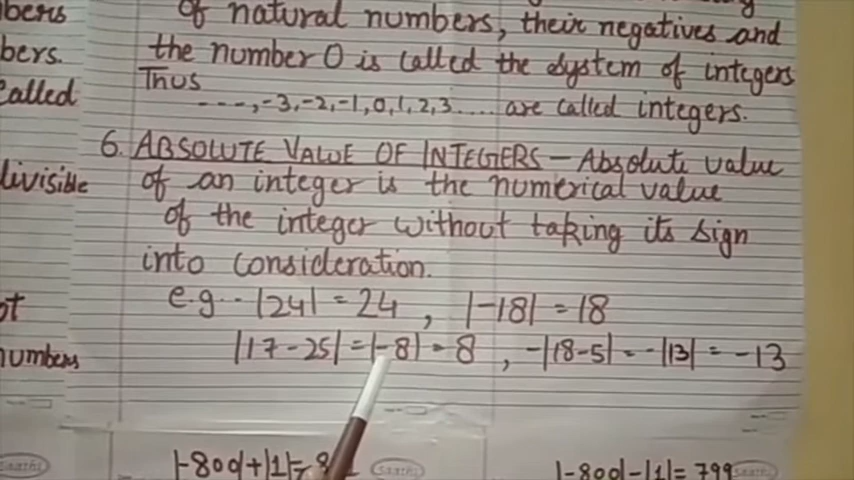 of natural numbers, their negatives and
the number 0 is called the system of integers
Thus
----,-3,-2,-1,0,1,2,3.... are called integers.
6. ABSOLUTE VALUE OF INTEGERS - Absolute value
of an integer is the numerical value
of the integer without taking its sign
into consideration.
e.g.- |24| = 24 , |-18| = 18
|17-25| = |-8| = 8 , -|18-5| = -|13| = -13
bers.
called
divisible
numbers
|-800|+|1|=
|-800|-|1|= 799